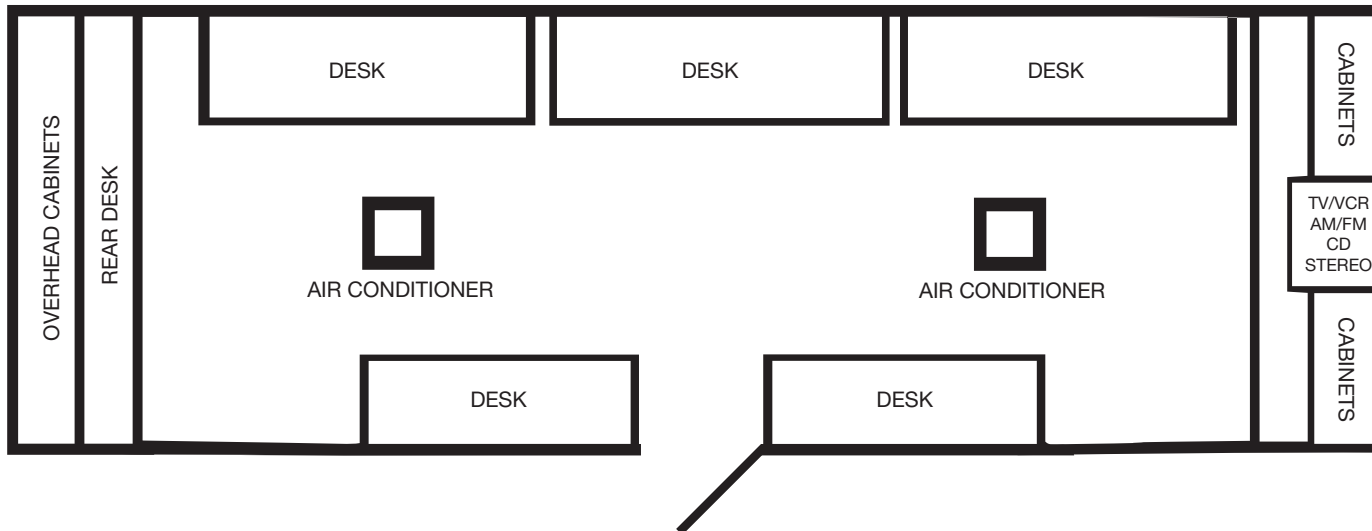 DESK
DESK
DESK
CABINETS
OVERHEAD CABINETS
REAR DESK
TV/VCR
AM/FM
CD
STEREO
AIR CONDITIONER
AIR CONDITIONER
CABINETS
DESK
DESK